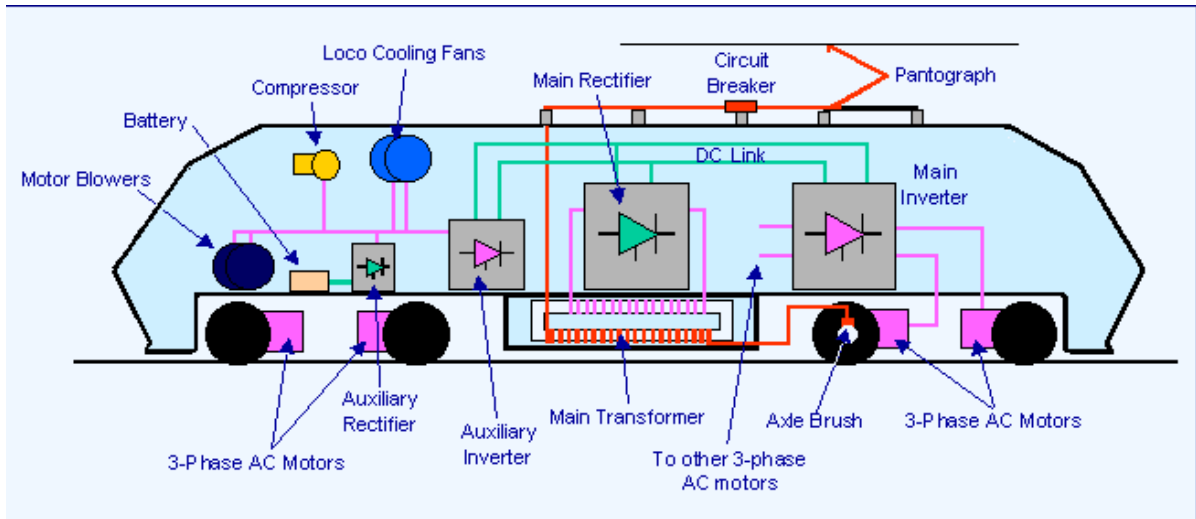 Loco Cooling Fans
Compressor
Battery
Motor Blowers
Main Rectifier
Circuit
Breaker
Pantograph
DC Link
Main
Inverter
3-Phase AC Motors
Auxiliary
Rectifier
Auxiliary
Inverter
Main Transformer
To other 3-phase
AC motors
Axle Brush
3-Phase AC Motors